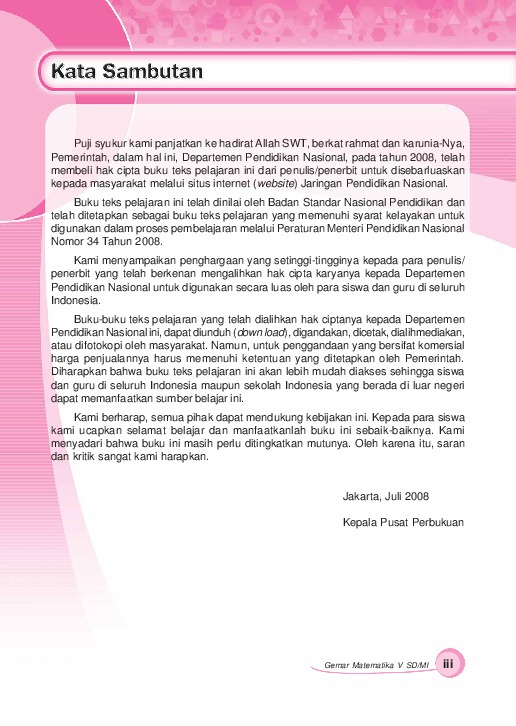 Kata Sambutan
Puji syukur kami panjatkan ke hadirat Allah SWT, berkat rahmat dan karunia-Nya,
Pemerintah, dalam hal ini, Departemen Pendidikan Nasional, pada tahun 2008, telah
membeli hak cipta buku teks pelajaran ini dari penulis/penerbit untuk disebarluaskan
kepada masyarakat melalui situs internet (website) Jaringan Pendidikan Nasional.
Buku teks pelajaran ini telah dinilai oleh Badan Standar Nasional Pendidikan dan
telah ditetapkan sebagai buku teks pelajaran yang memenuhi syarat kelayakan untuk
digunakan dalam proses pembelajaran melalui Peraturan Menteri Pendidikan Nasional
Nomor 34 Tahun 2008.
Kami menyampaikan penghargaan yang setinggi-tingginya kepada para penulis/
penerbit yang telah berkenan mengalihkan hak cipta karyanya kepada Departemen
Pendidikan Nasional untuk digunakan secara luas oleh para siswa dan guru di seluruh
Indonesia.
Buku-buku teks pelajaran yang telah dialihkan hak ciptanya kepada Departemen
Pendidikan Nasional ini, dapat diunduh (down load), digandakan, dicetak, dialihmediakan,
atau difotokopi oleh masyarakat. Namun, untuk penggandaan yang bersifat komersial
harga penjualannya harus memenuhi ketentuan yang ditetapkan oleh Pemerintah.
Diharapkan bahwa buku teks pelajaran ini akan lebih mudah diakses sehingga siswa
dan guru di seluruh Indonesia maupun sekolah Indonesia yang berada di luar negeri
dapat memanfaatkan sumber belajar ini.
Kami berharap, semua pihak dapat mendukung kebijakan ini. Kepada para siswa
kami ucapkan selamat belajar dan manfaatkanlah buku ini sebaik-baiknya. Kami
menyadari bahwa buku ini masih perlu ditingkatkan mutunya. Oleh karena itu, saran
dan kritik sangat kami harapkan.
Jakarta, Juli 2008
Kepala Pusat Perbukuan
Gemar Matematika V SD/MI iii